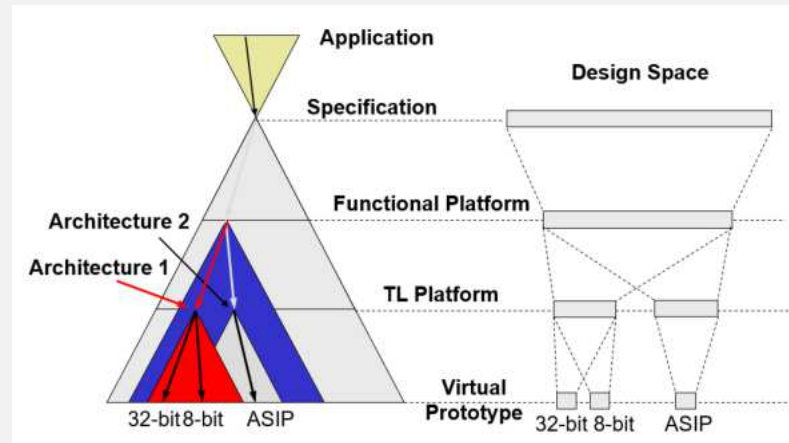 Application
Design Space
Specification
Functional Platform
Architecture 2
Architecture 1
TL Platform
Virtual
Prototype
32-bit 8-bit ASIP
32-bit 8-bit ASIP